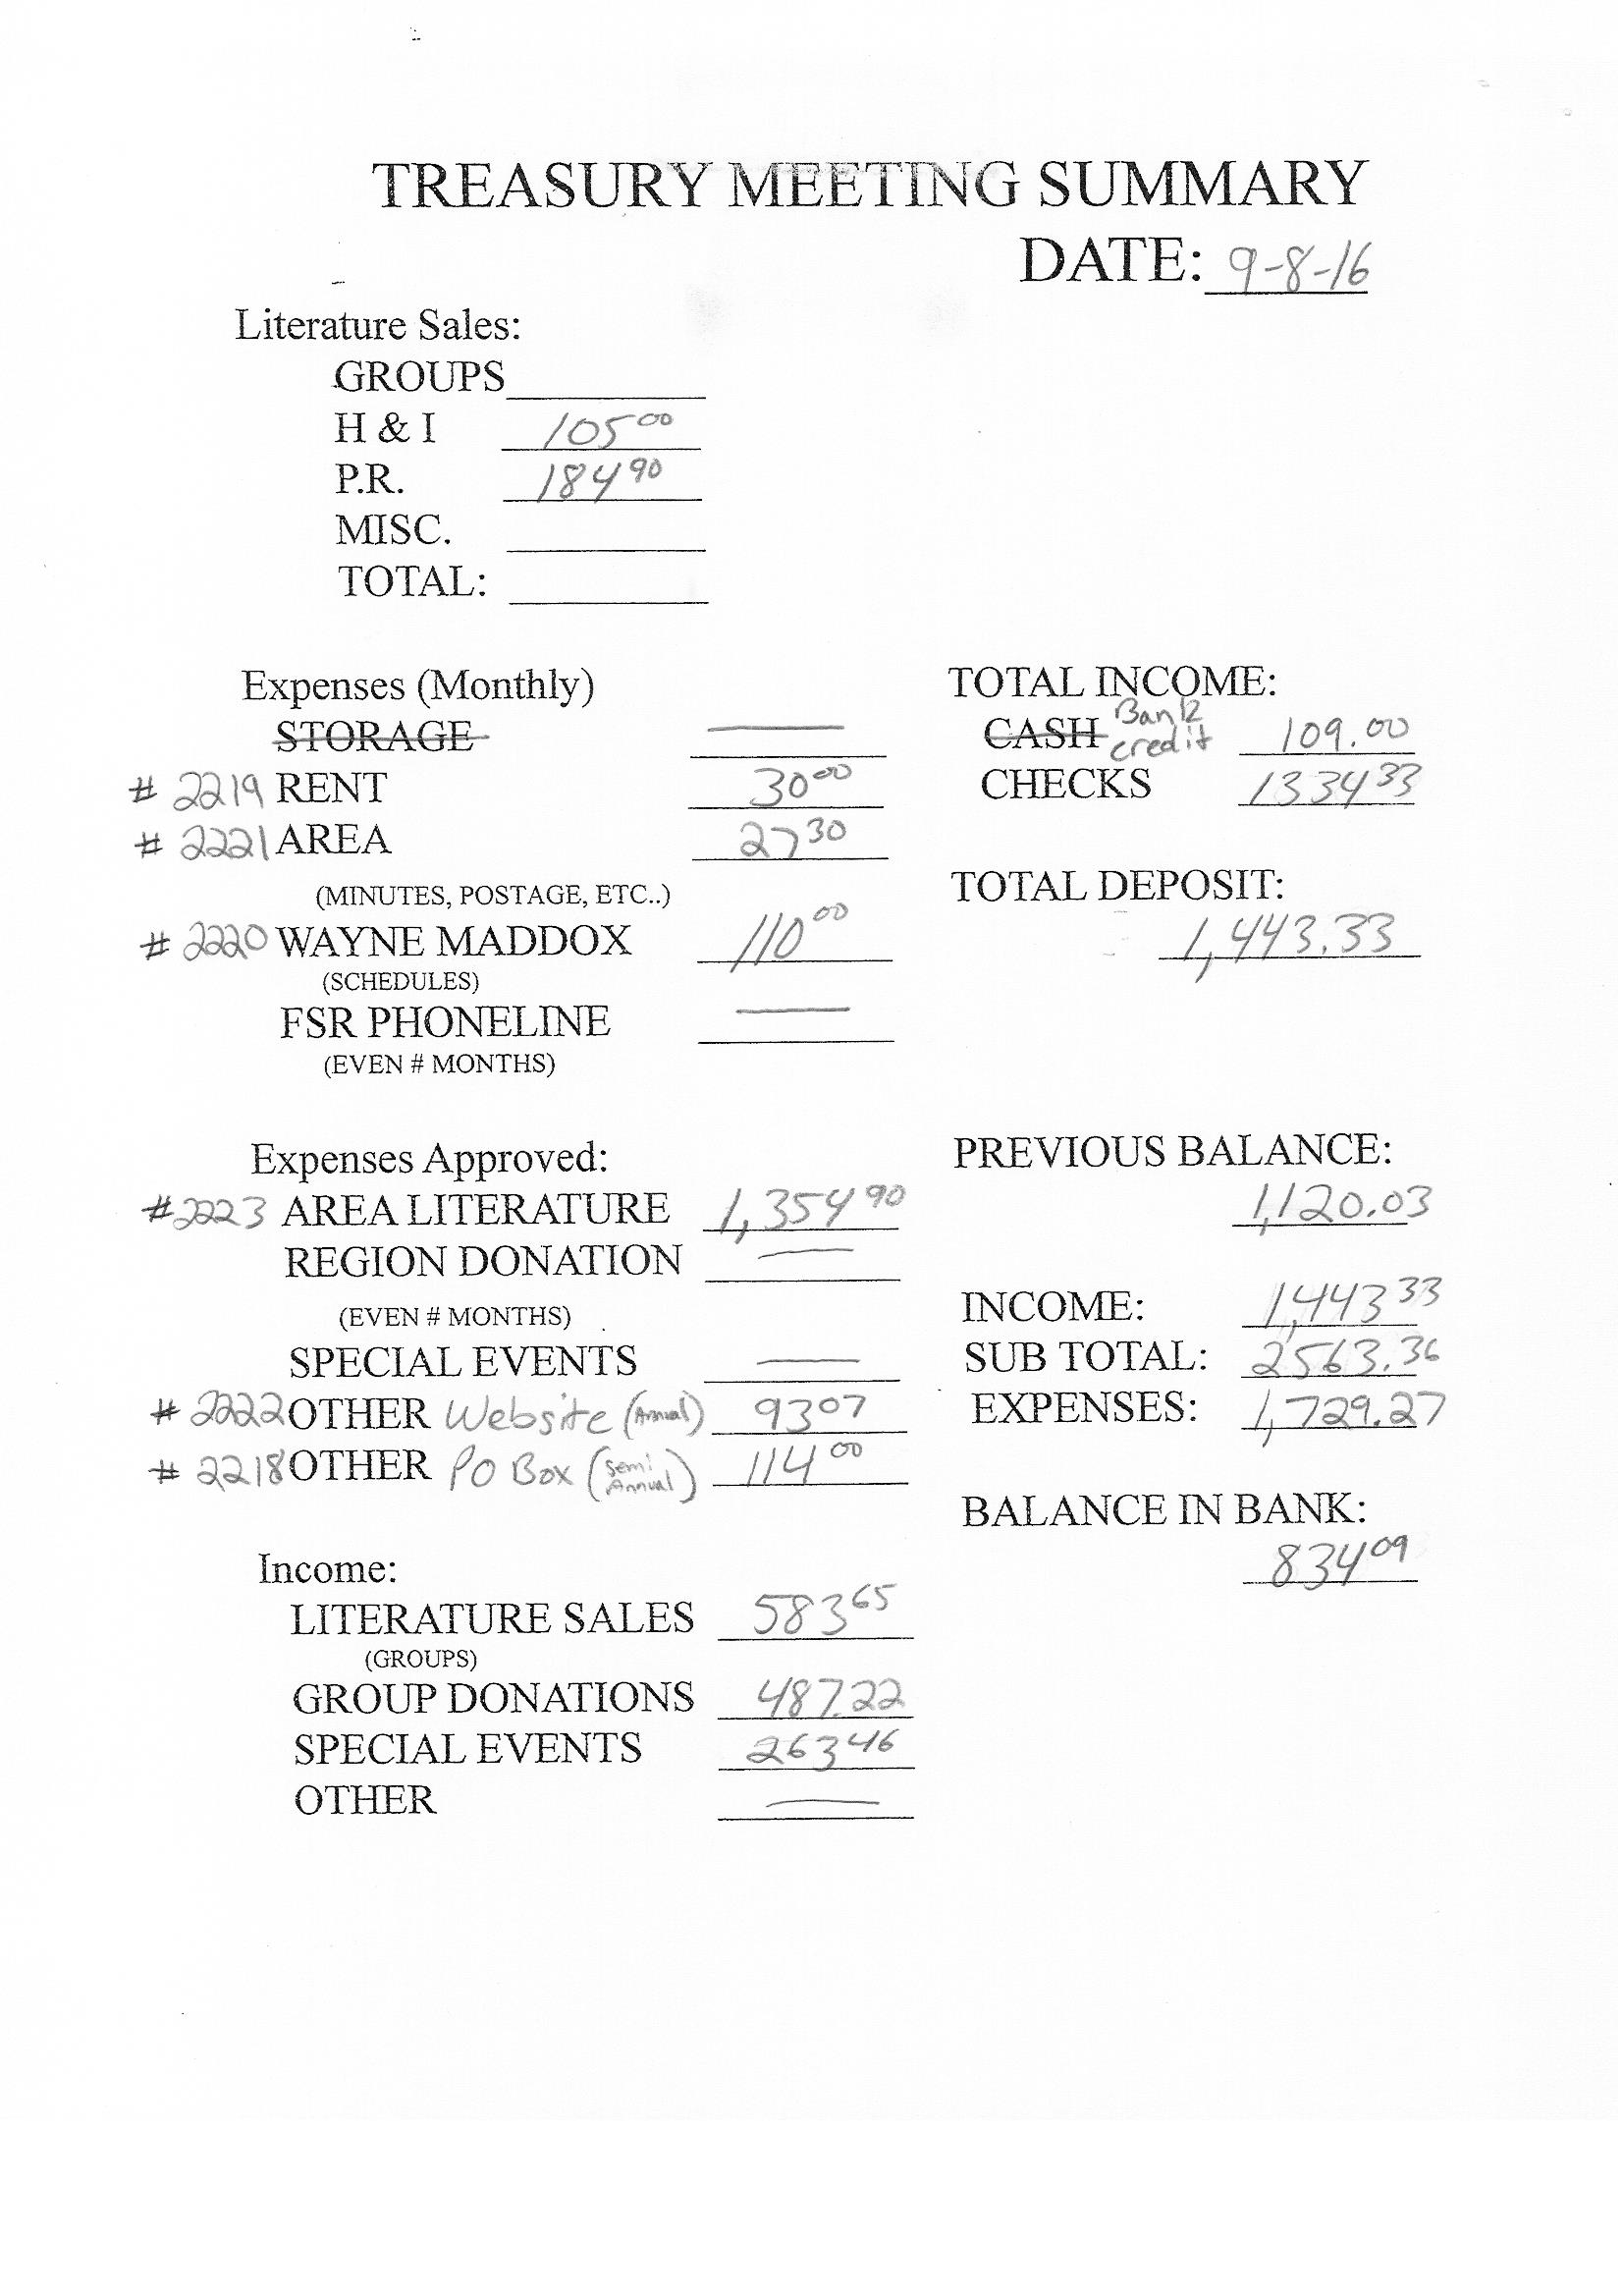 TREASURY MEETING SUMMARY
DATE: 9-8-16
Literature Sales:
GROUPS
H & I 105.00
P.R. 184.90
MISC.
TOTAL:
Expenses (Monthly)
STORAGE —
# 2219 RENT 30.00
# 2221 AREA 27.30
(MINUTES, POSTAGE, ETC..)
# 2220 WAYNE MADDOX 110.00
(SCHEDULES)
FSR PHONELINE —
(EVEN # MONTHS)
Expenses Approved:
#2223 AREA LITERATURE 1,354.90
REGION DONATION —
(EVEN # MONTHS)
SPECIAL EVENTS —
# 2222 OTHER Website (Annual) 93.07
# 2218 OTHER PO Box (Semi Annual) 114.00
Income:
LITERATURE SALES 583.65
(GROUPS)
GROUP DONATIONS 487.22
SPECIAL EVENTS 263.46
OTHER —
TOTAL INCOME:
CASH Bank credit 109.00
CHECKS 1334.33
TOTAL DEPOSIT:
1,443.33
PREVIOUS BALANCE:
1,120.03
INCOME: 1,443.33
SUB TOTAL: 2563.36
EXPENSES: 1,729.27
BALANCE IN BANK:
834.09